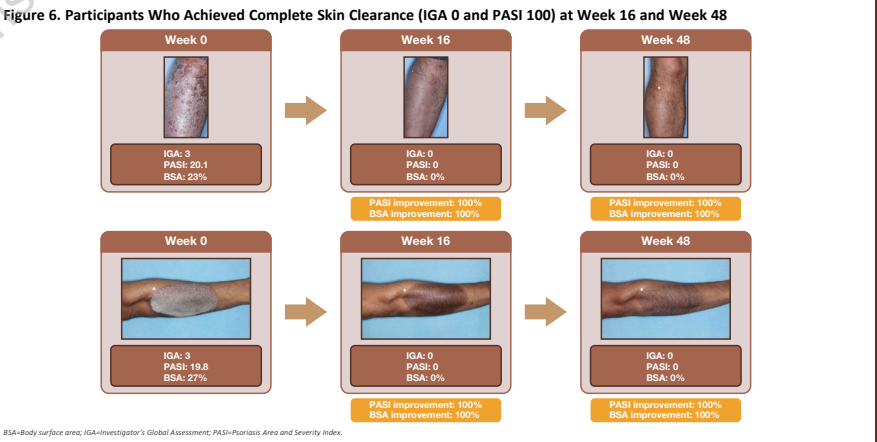 Figure 6. Participants Who Achieved Complete Skin Clearance (IGA 0 and PASI 100) at Week 16 and Week 48
Week 0
IGA: 3
PASI: 20.1
BSA: 23%
Week 16
IGA: 0
PASI: 0
BSA: 0%
PASI improvement: 100%
BSA improvement: 100%
Week 48
IGA: 0
PASI: 0
BSA: 0%
PASI improvement: 100%
BSA improvement: 100%
Week 0
IGA: 3
PASI: 19.8
BSA: 27%
Week 16
IGA: 0
PASI: 0
BSA: 0%
PASI improvement: 100%
BSA improvement: 100%
Week 48
IGA: 0
PASI: 0
BSA: 0%
PASI improvement: 100%
BSA improvement: 100%
BSA=Body surface area; IGA=Investigator's Global Assessment; PASI=Psoriasis Area and Severity Index.